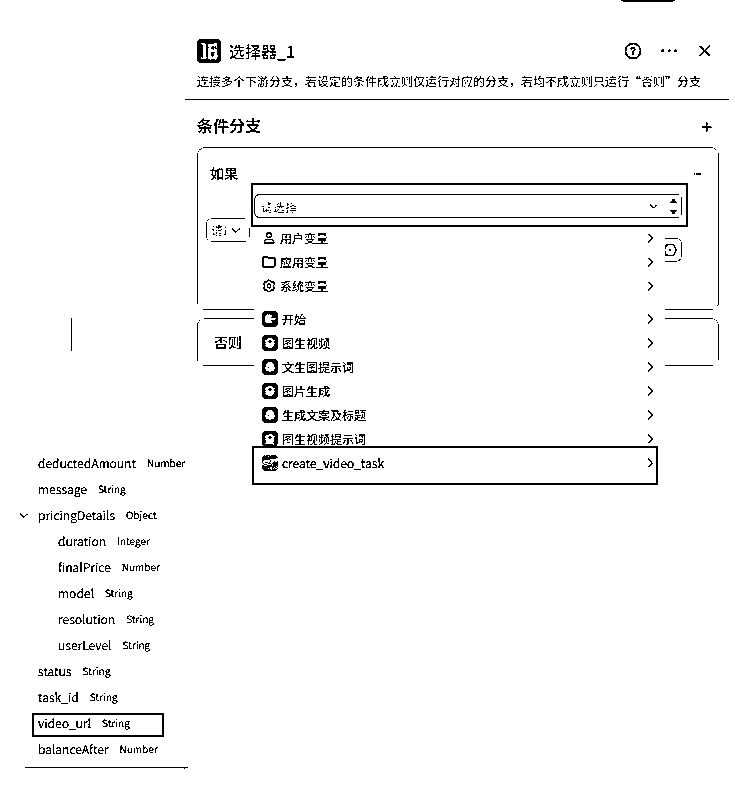 选择器_1
连接多个下游分支，若设定的条件成立则仅运行对应的分支，若均不成立则只运行“否则”分支
条件分支
如果
请选择
请
用户变量
应用变量
系统变量
开始
否则
图生视频
文生图提示词
图片生成
生成文案及标题
图生视频提示词
create_video_task
deductedAmount Number
message String
pricingDetails Object
duration Integer
finalPrice Number
model String
resolution String
userLevel String
status String
task_id String
video_url String
balanceAfter Number